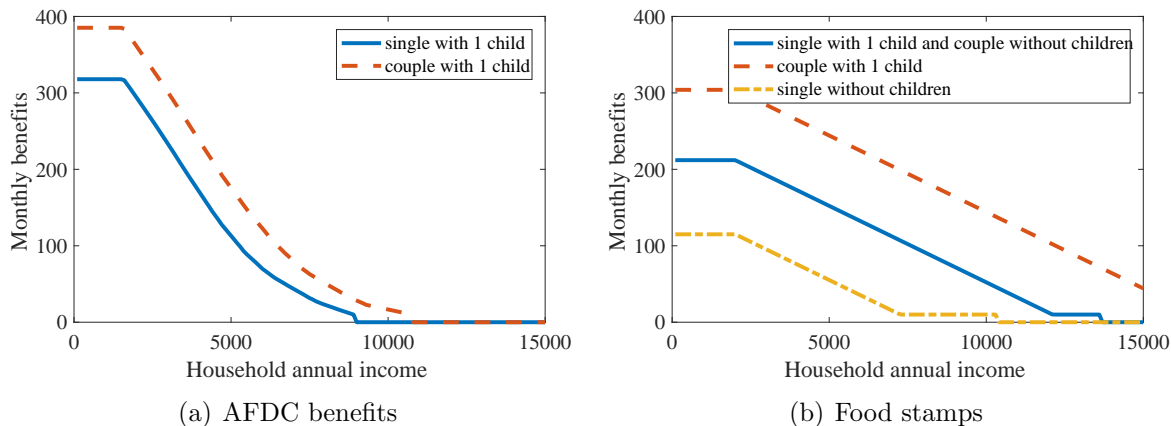 400
300
200
100
0
Monthly benefits
single with 1 child
couple with 1 child
0 5000 10000 15000
Household annual income
(a) AFDC benefits
400
300
200
100
0
Monthly benefits
single with 1 child and couple without children
couple with 1 child
single without children
0 5000 10000 15000
Household annual income
(b) Food stamps